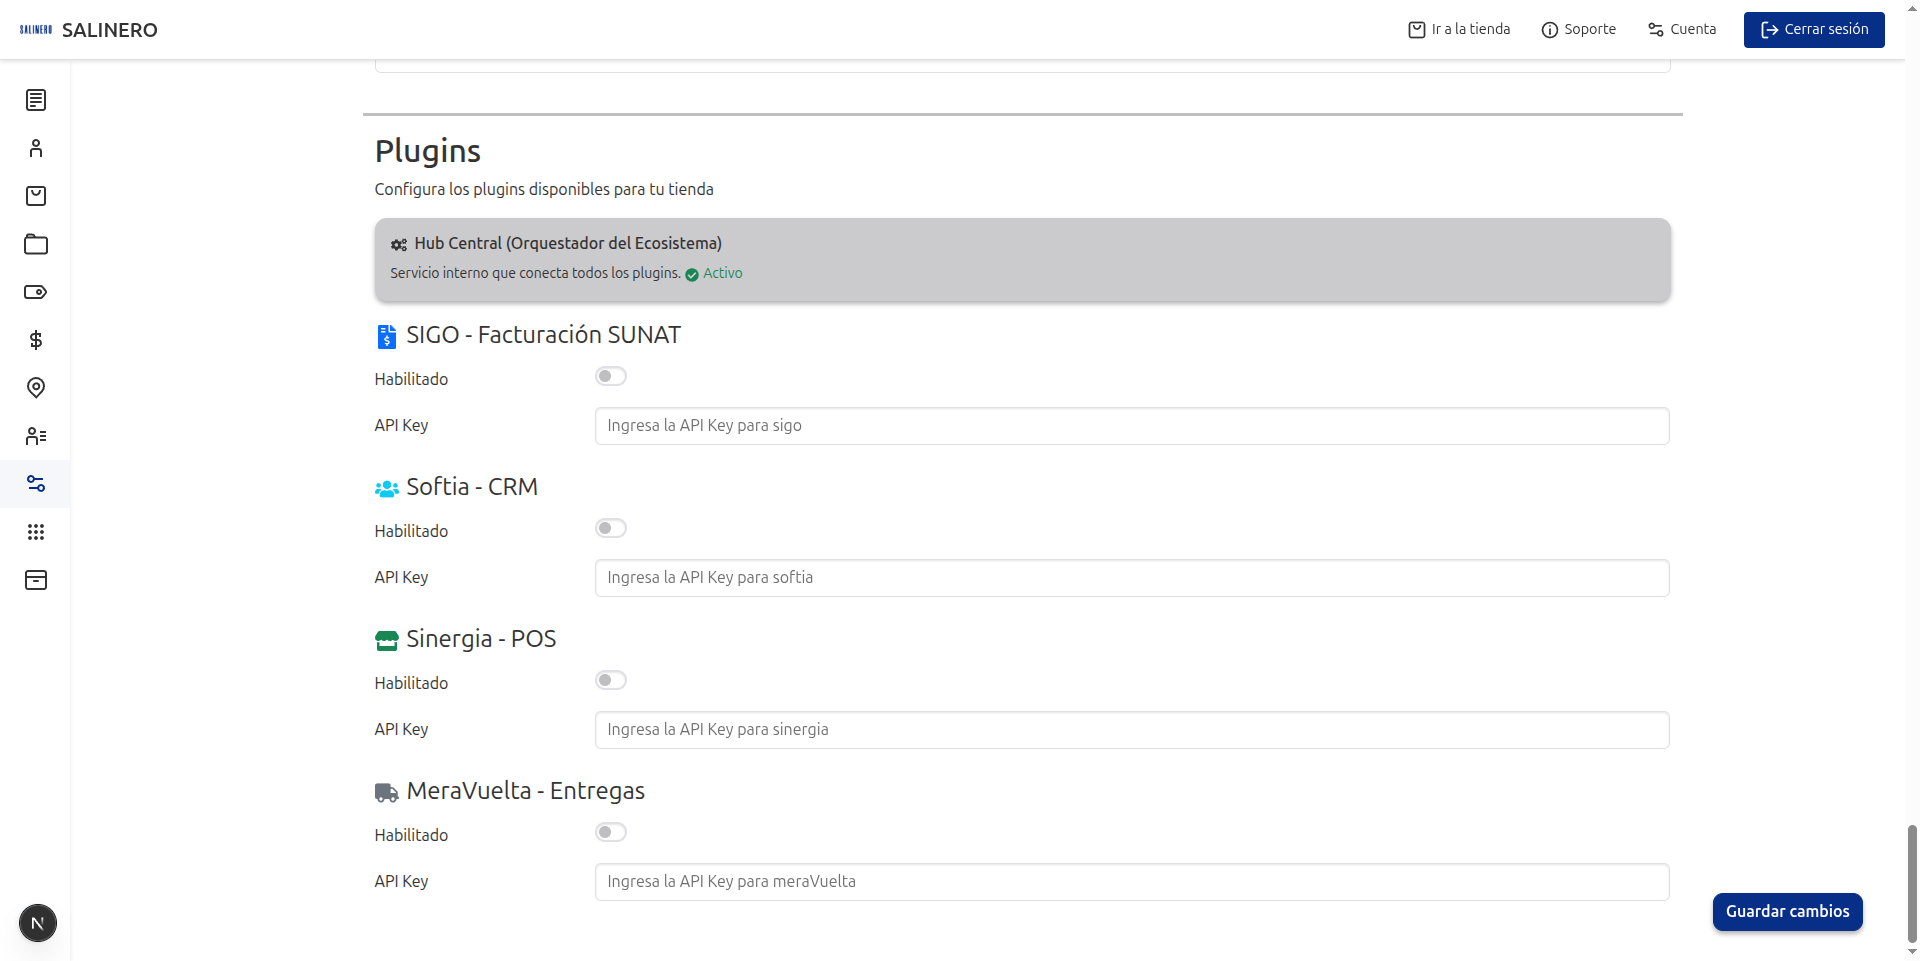 SALINERO SALINERO Ir a la tienda Soporte Cuenta Cerrar sesión
Plugins
Configura los plugins disponibles para tu tienda
Hub Central (Orquestador del Ecosistema)
Servicio interno que conecta todos los plugins. Activo
$ SIGO - Facturación SUNAT
Habilitado
API Key Ingresa la API Key para sigo
Softia - CRM
Habilitado
API Key Ingresa la API Key para softia
Sinergia - POS
Habilitado
API Key Ingresa la API Key para sinergia
MeraVuelta - Entregas
Habilitado
API Key Ingresa la API Key para meraVuelta
N
Guardar cambios